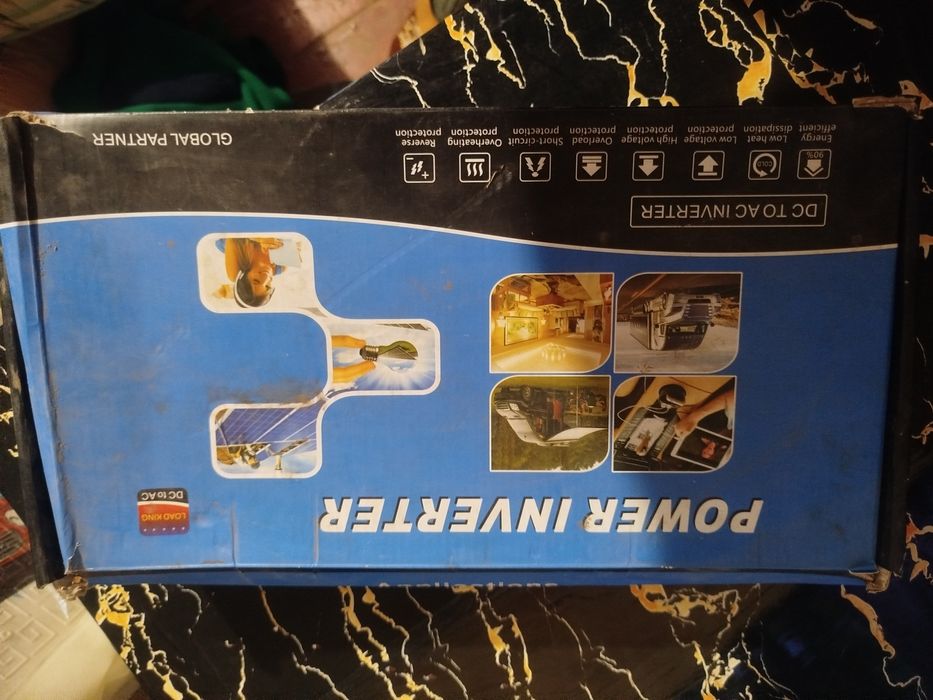 POWER INVERTER
LOAD KING
DC to AC
DC TO AC INVERTER
90%
Energy
efficient
COLD
Low heat
dissipation
Low voltage
protection
High voltage
protection
Overload
protection
Short-circuit
protection
Overheating
protection
Reverse
protection
GLOBAL PARTNER